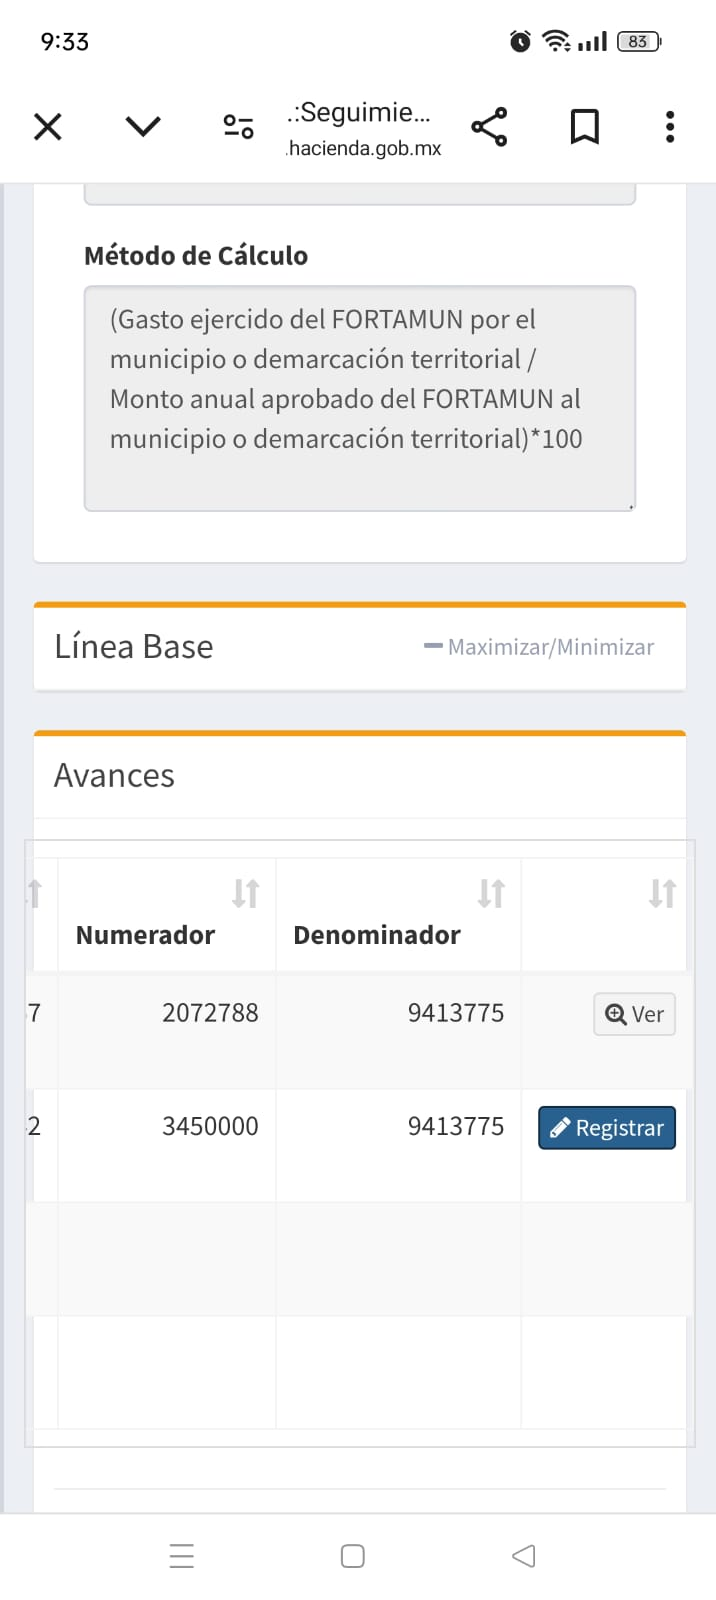 9:33
83
.:Seguimie...
.hacienda.gob.mx
Método de Cálculo
(Gasto ejercido del FORTAMUN por el
municipio o demarcación territorial /
Monto anual aprobado del FORTAMUN al
municipio o demarcación territorial)*100
Línea Base
Maximizar/Minimizar
Avances
Numerador Denominador
7 2072788 9413775 Ver
2 3450000 9413775 Registrar